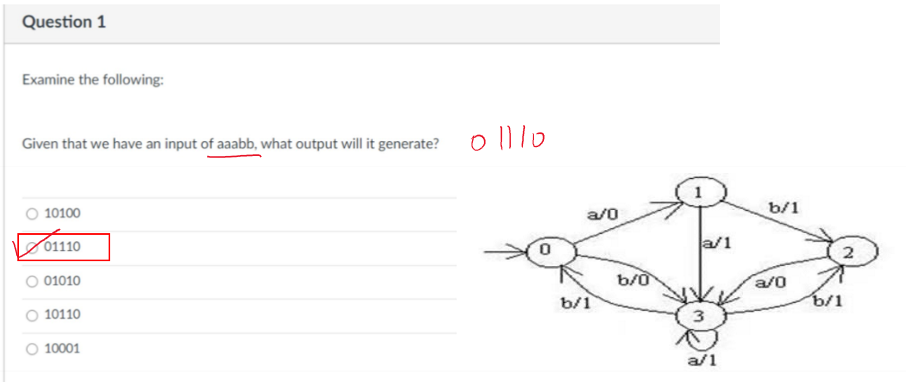 Question 1
Examine the following:
Given that we have an input of aaabb, what output will it generate?
01110
10100
01110
01010
10110
10001
1
a/0
b/1
0
a/1
2
b/0
a/0
b/1
b/1
3
a/1